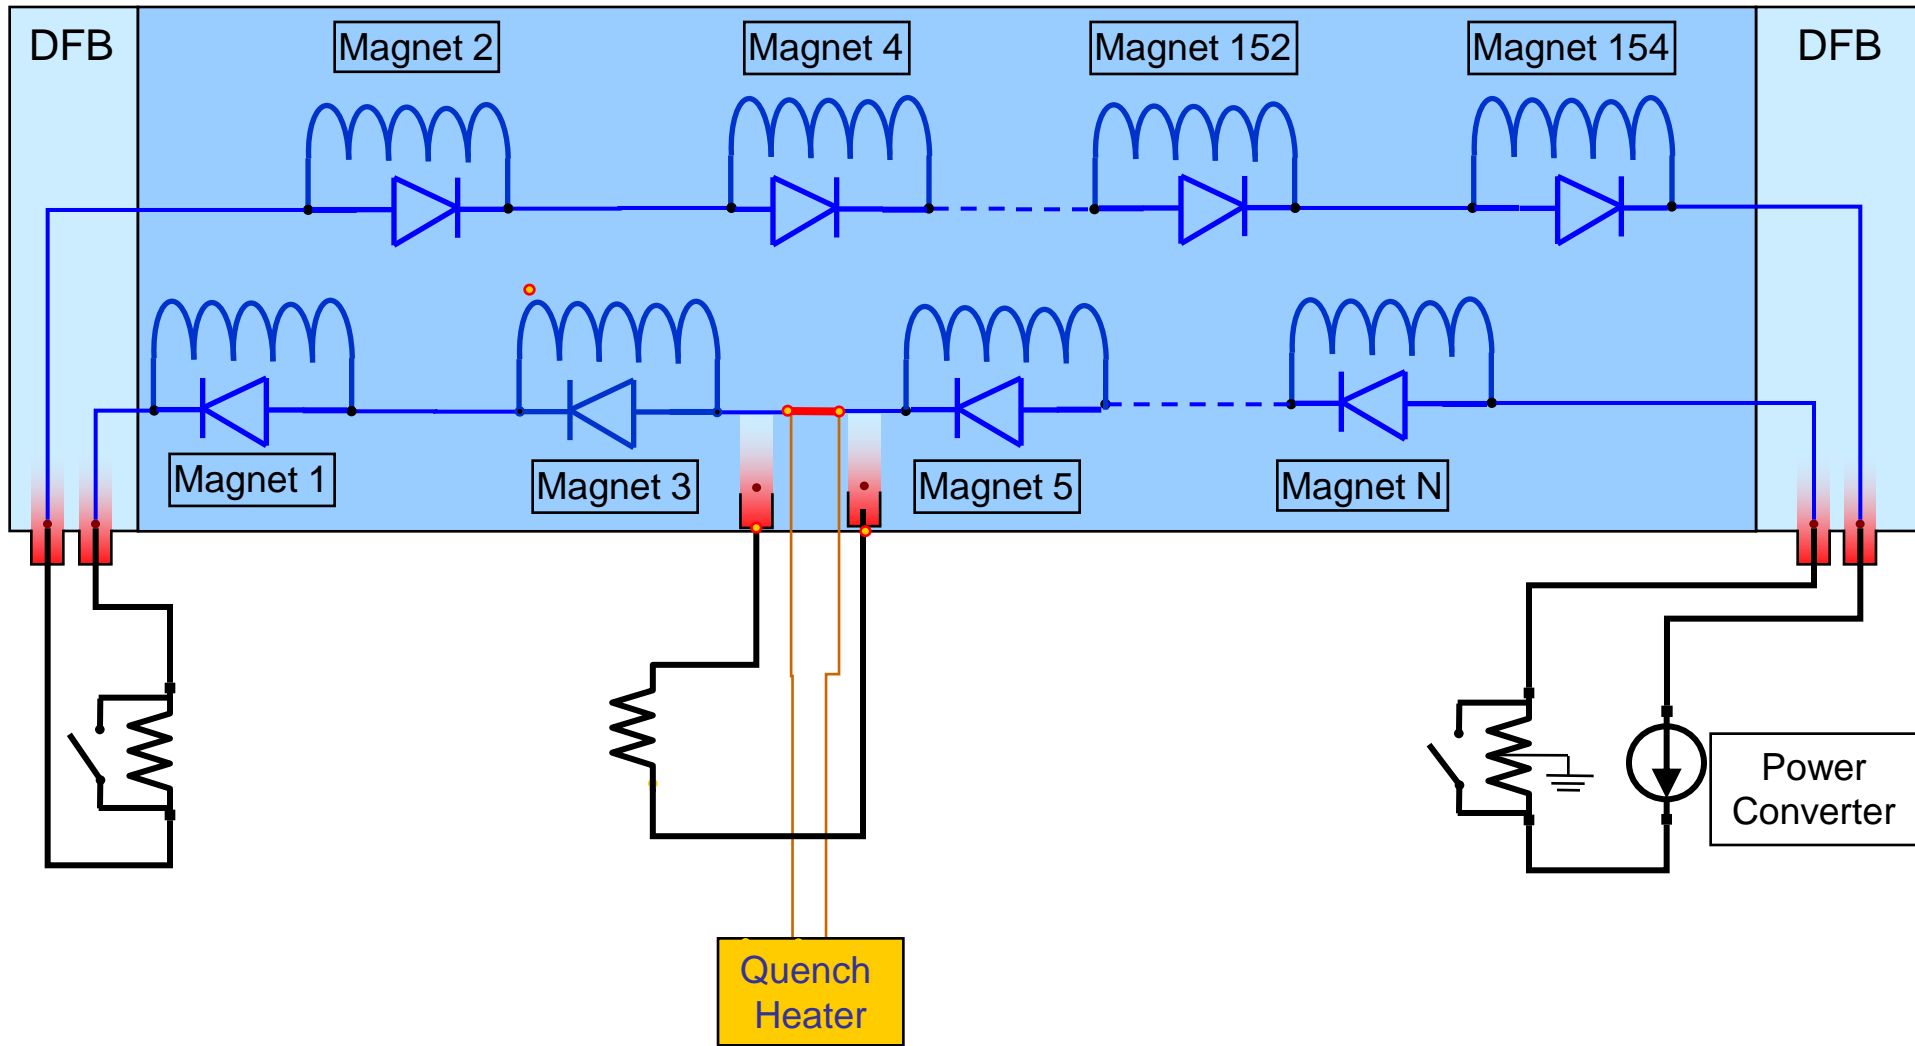 DFB
Magnet 2
Magnet 4
Magnet 152
Magnet 154
DFB
Magnet 1
Magnet 3
Magnet 5
Magnet N
Power
Converter
Quench
Heater